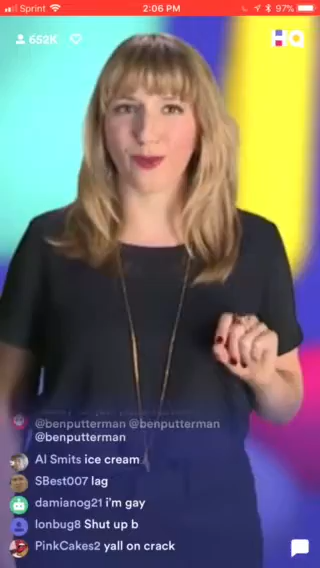 Sprint 2:06 PM 97%
652K HQ
@benputterman @benputterman
@benputterman
Al Smits ice cream
SBest007 lag
damianog21 i'm gay
lonbug8 Shut up b
PinkCakes2 yall on crack